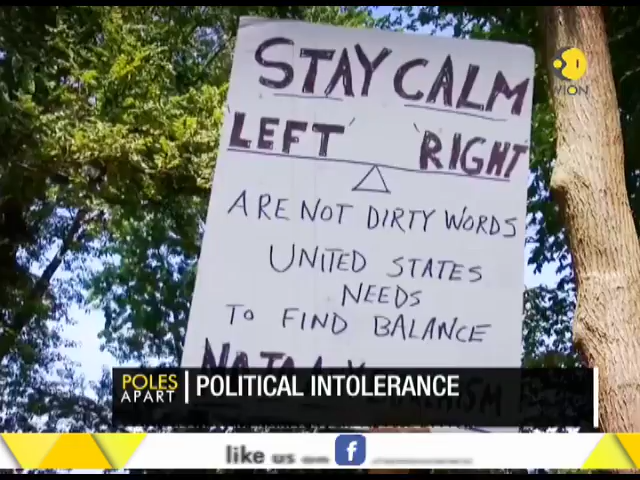 STAY CALM
'LEFT' 'RIGHT
ARE NOT DIRTY WORDS
UNITED STATES
NEEDS
TO FIND BALANCE
WION
POLES
APART
POLITICAL INTOLERANCE
like us on
f